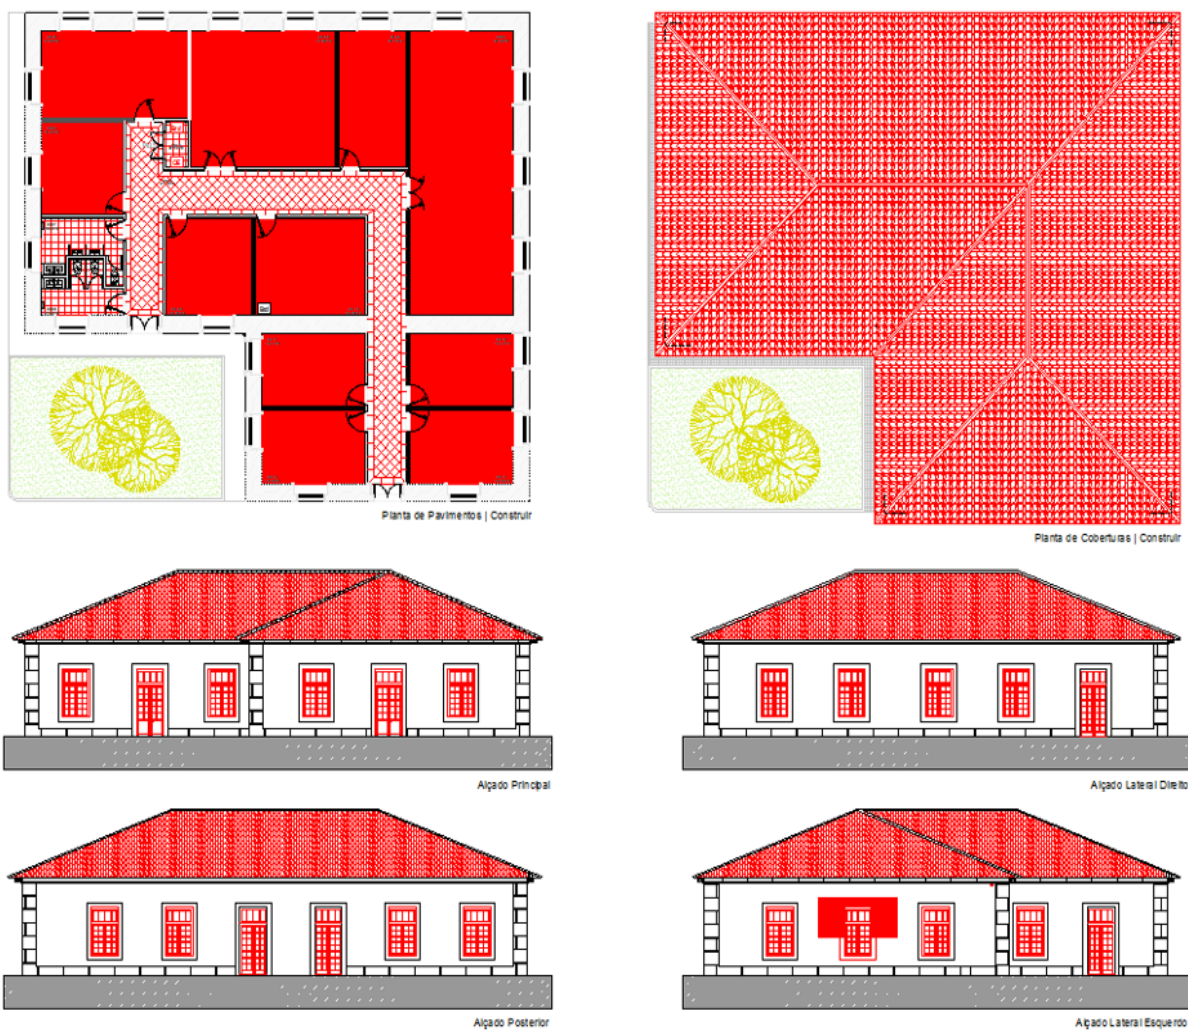 Planta de Pavimentos | Construir
Planta de Coberturas | Construir
Alçado Principal
Alçado Lateral Direito
Alçado Posterior
Alçado Lateral Esquerdo